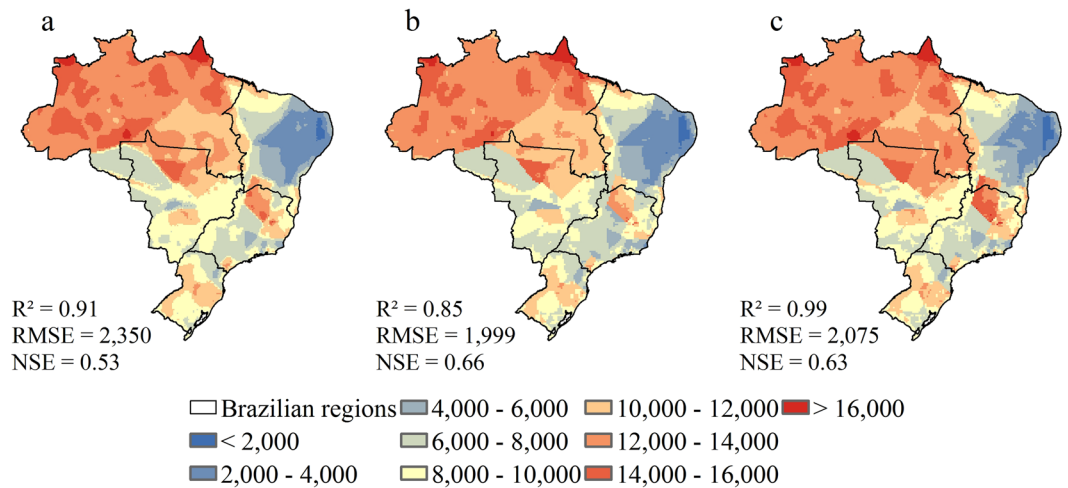 a
b
c
R² = 0.91
RMSE = 2,350
NSE = 0.53
R² = 0.85
RMSE = 1,999
NSE = 0.66
R² = 0.99
RMSE = 2,075
NSE = 0.63
Brazilian regions
< 2,000
2,000 - 4,000
4,000 - 6,000
6,000 - 8,000
8,000 - 10,000
10,000 - 12,000
12,000 - 14,000
14,000 - 16,000
> 16,000